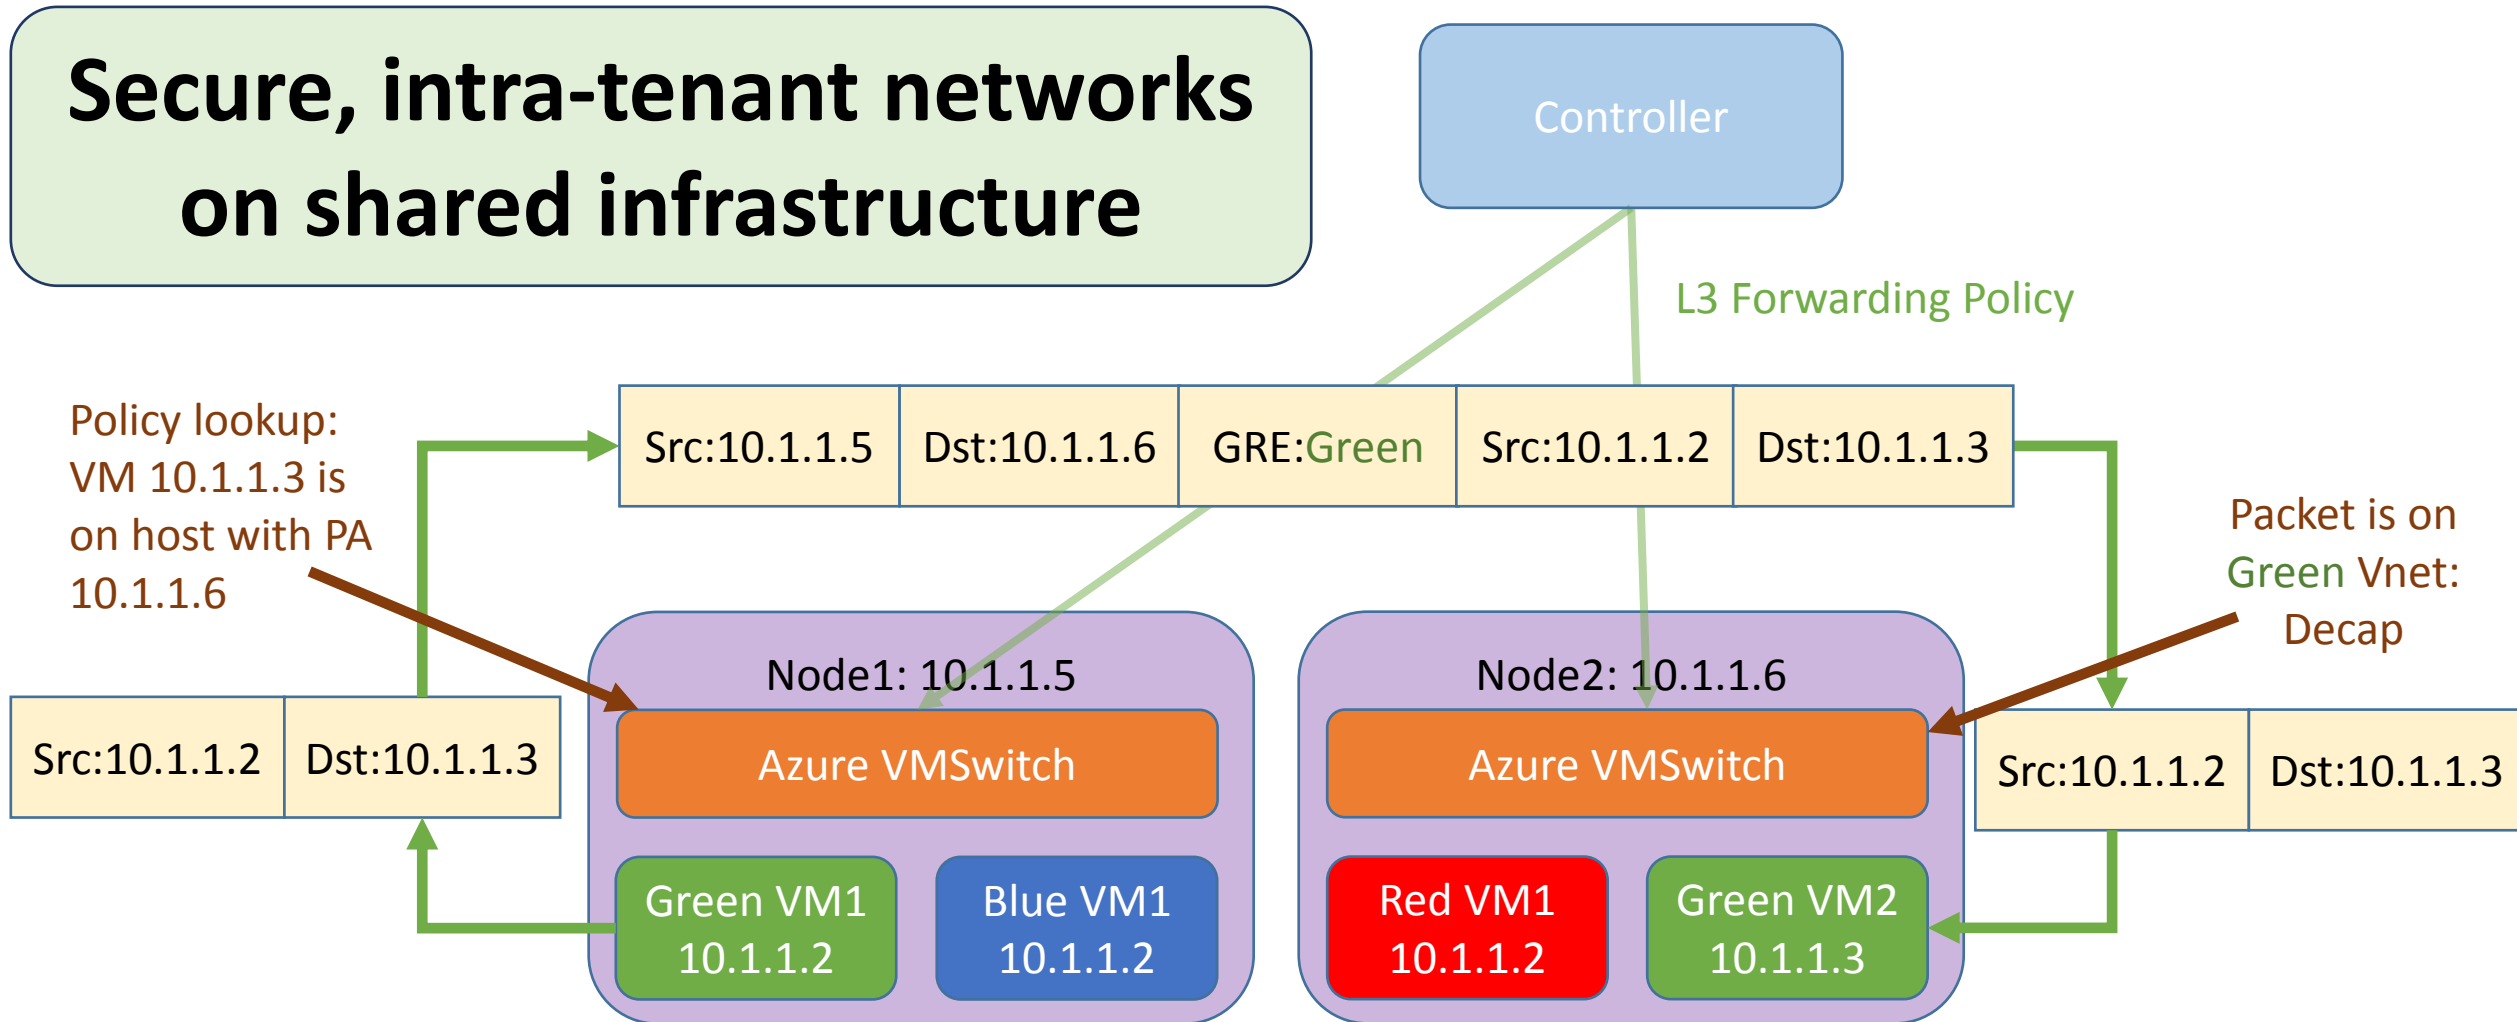 Secure, intra-tenant networks
on shared infrastructure
Controller
L3 Forwarding Policy
Policy lookup:
VM 10.1.1.3 is
on host with PA
10.1.1.6
Src:10.1.1.5 Dst:10.1.1.6 GRE:Green Src:10.1.1.2 Dst:10.1.1.3
Packet is on
Green Vnet:
Decap
Src:10.1.1.2 Dst:10.1.1.3
Node1: 10.1.1.5
Azure VMSwitch
Green VM1
10.1.1.2
Blue VM1
10.1.1.2
Node2: 10.1.1.6
Azure VMSwitch
Red VM1
10.1.1.2
Green VM2
10.1.1.3
Src:10.1.1.2 Dst:10.1.1.3